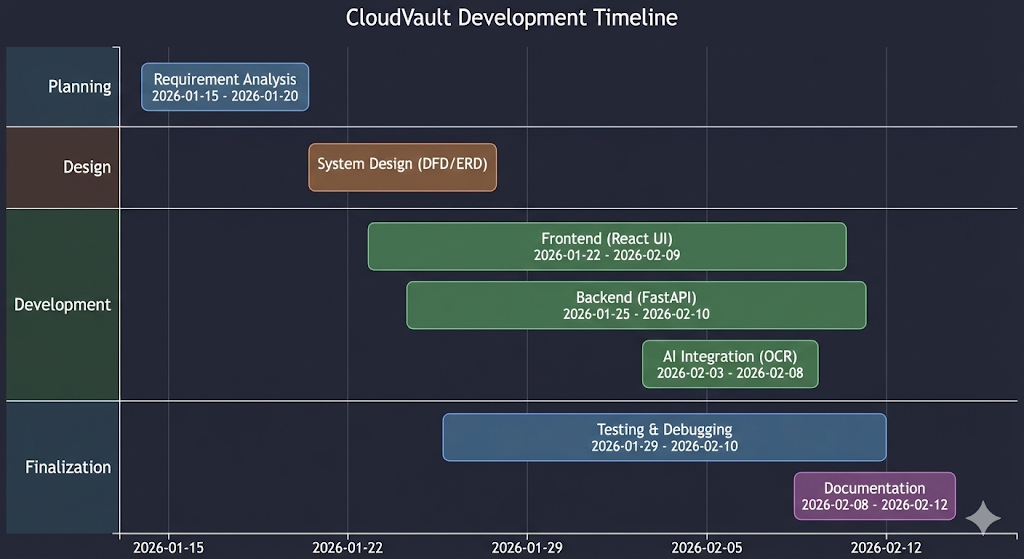 CloudVault Development Timeline
Planning
Requirement Analysis
2026-01-15 - 2026-01-20
Design
System Design (DFD/ERD)
Development
Frontend (React UI)
2026-01-22 - 2026-02-09
Backend (FastAPI)
2026-01-25 - 2026-02-10
AI Integration (OCR)
2026-02-03 - 2026-02-08
Finalization
Testing & Debugging
2026-01-29 - 2026-02-10
Documentation
2026-02-08 - 2026-02-12
2026-01-15
2026-01-22
2026-01-29
2026-02-05
2026-02-12